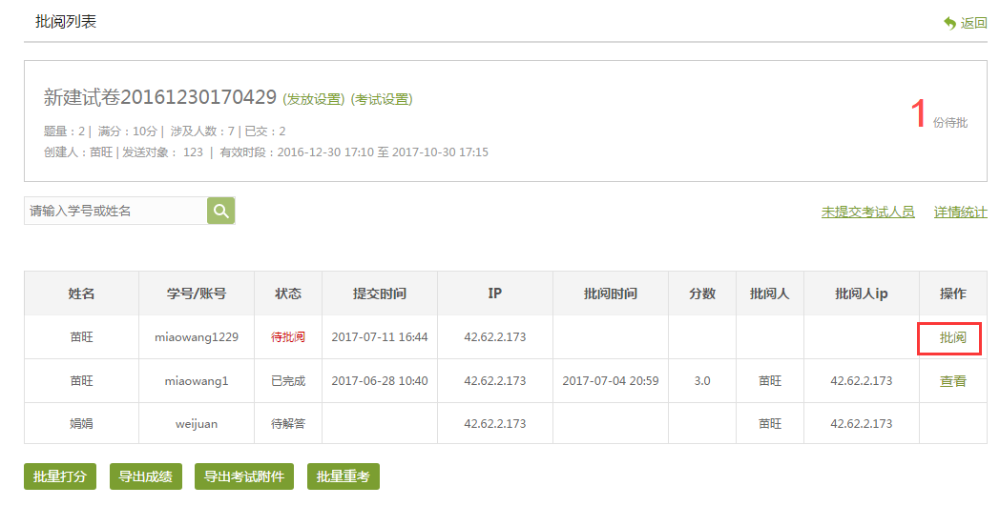 批阅列表
返回
新建试卷20161230170429 (发放设置) (考试设置)
题量：2 | 满分：10分 | 涉及人数：7 | 已交：2
创建人：苗旺 | 发送对象： 123 | 有效时段：2016-12-30 17:10 至 2017-10-30 17:15
1 份待批
请输入学号或姓名
未提交考试人员 详情统计
姓名 学号/账号 状态 提交时间 IP 批阅时间 分数 批阅人 批阅人ip 操作
苗旺 miaowang1229 待批阅 2017-07-11 16:44 42.62.2.173 批阅
苗旺 miaowang1 已完成 2017-06-28 10:40 42.62.2.173 2017-07-04 20:59 3.0 苗旺 42.62.2.173 查看
娟娟 weijuan 待解答 42.62.2.173 苗旺 42.62.2.173
批量打分 导出成绩 导出考试附件 批量重考